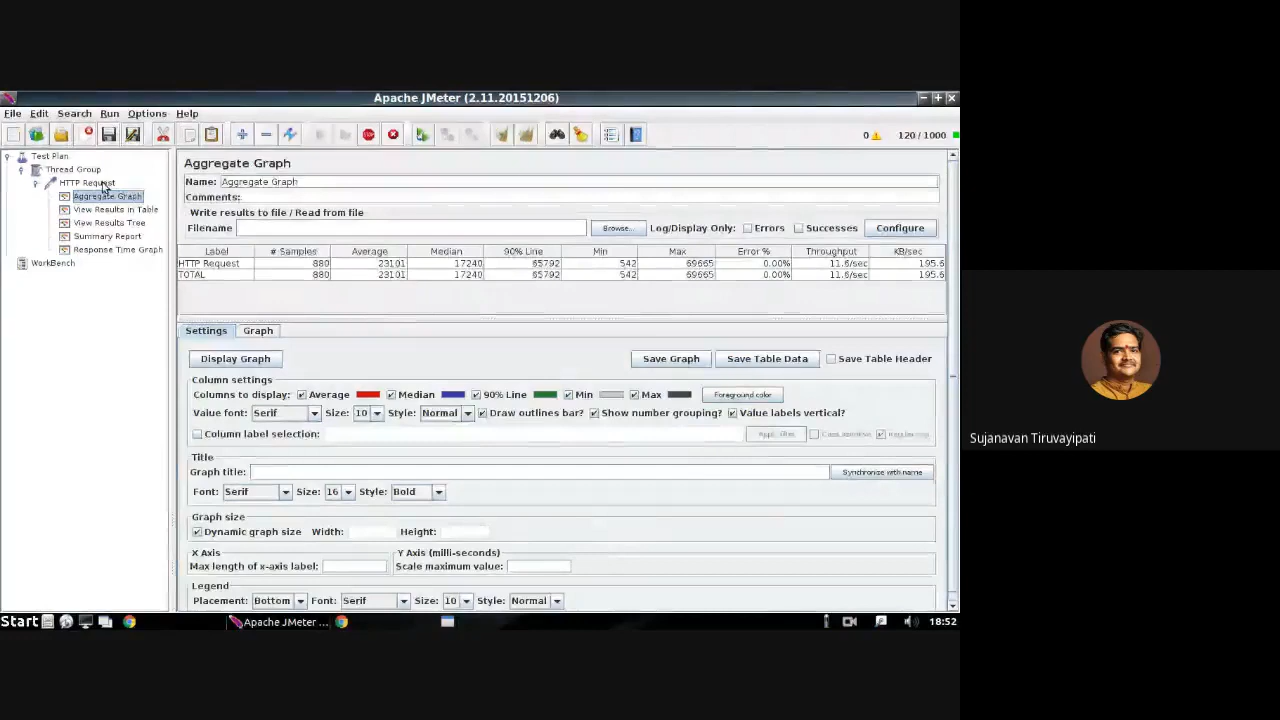 Apache JMeter (2.11.20151206)
File Edit Search Run Options Help
0 120 / 1000
Test Plan
Thread Group
HTTP Request
Aggregate Graph
View Results in Table
View Results Tree
Summary Report
Response Time Graph
WorkBench
Aggregate Graph
Name: Aggregate Graph
Comments:
Write results to file / Read from file
Filename Browse... Log/Display Only: Errors Successes Configure
Label # Samples Average Median 90% Line Min Max Error % Throughput KB/sec
HTTP Request 880 23101 17240 65792 542 69665 0.00% 11.6/sec 195.6
TOTAL 880 23101 17240 65792 542 69665 0.00% 11.6/sec 195.6
Settings Graph
Display Graph Save Graph Save Table Data Save Table Header
Column settings
Columns to display: Average Median 90% Line Min Max Foreground color
Value font: Serif Size: 10 Style: Normal Draw outlines bar? Show number grouping? Value labels vertical?
Column label selection: Apply filter Case sensitive Regular exp.
Title
Graph title: Synchronize with name
Font: Serif Size: 16 Style: Bold
Graph size
Dynamic graph size Width: Height:
X Axis Y Axis (milli-seconds)
Max length of x-axis label: Scale maximum value:
Legend
Placement: Bottom Font: Serif Size: 10 Style: Normal
Start Apache JMeter ... 18:52
Sujanavan Tiruvayipati